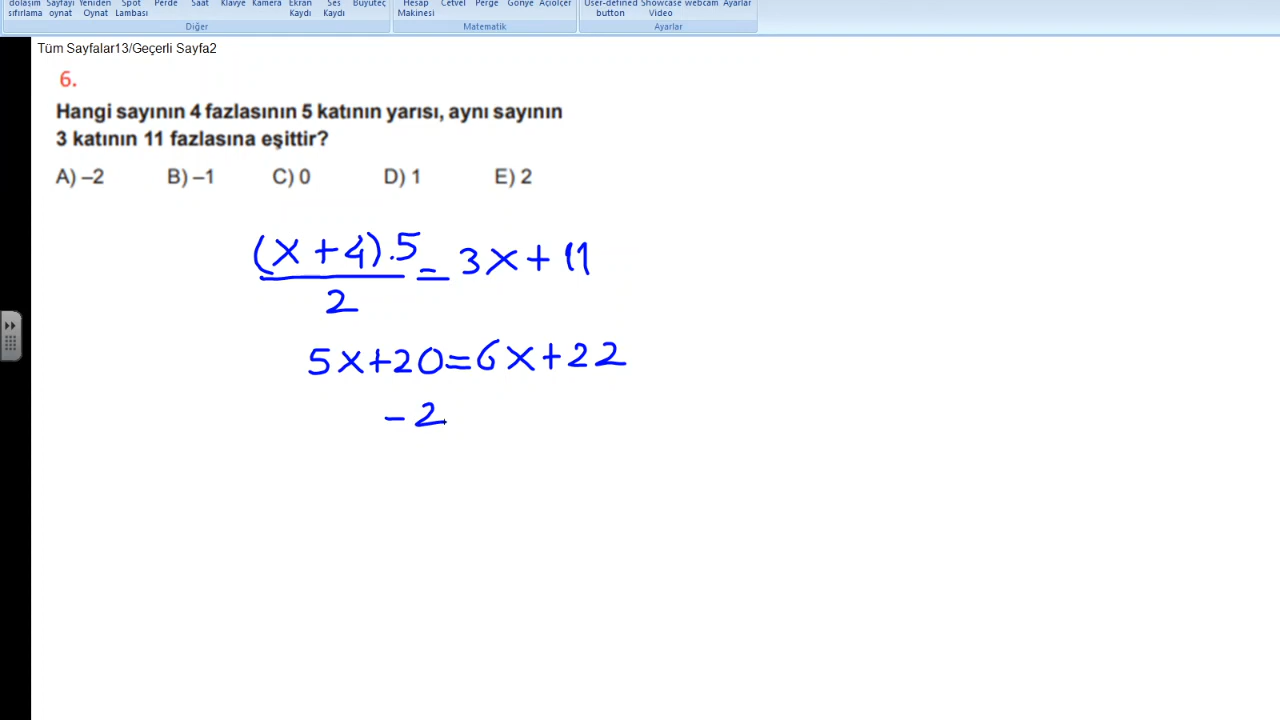 dolaşım Sayfayı Yeniden Spot Perde Saat Klavye Kamera Ekran Ses Büyüteç Hesap Cetvel Perge Gönye Açıölçer User-defined Showcase webcam Ayarlar
sıfırlama oynat Oynat Lambası Kaydı Kaydı Makinesi button Video
Diğer Matematik Ayarlar
Tüm Sayfalar13/Geçerli Sayfa2
6.
Hangi sayının 4 fazlasının 5 katının yarısı, aynı sayının
3 katının 11 fazlasına eşittir?
A) –2 B) –1 C) 0 D) 1 E) 2
(x+4).5/2 = 3x+11
5x+20=6x+22
-2